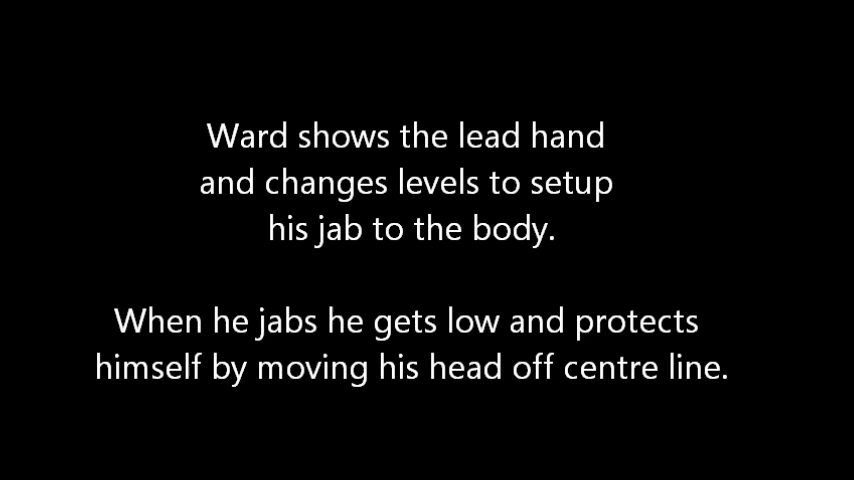 Ward shows the lead hand
and changes levels to setup
his jab to the body.
When he jabs he gets low and protects
himself by moving his head off centre line.